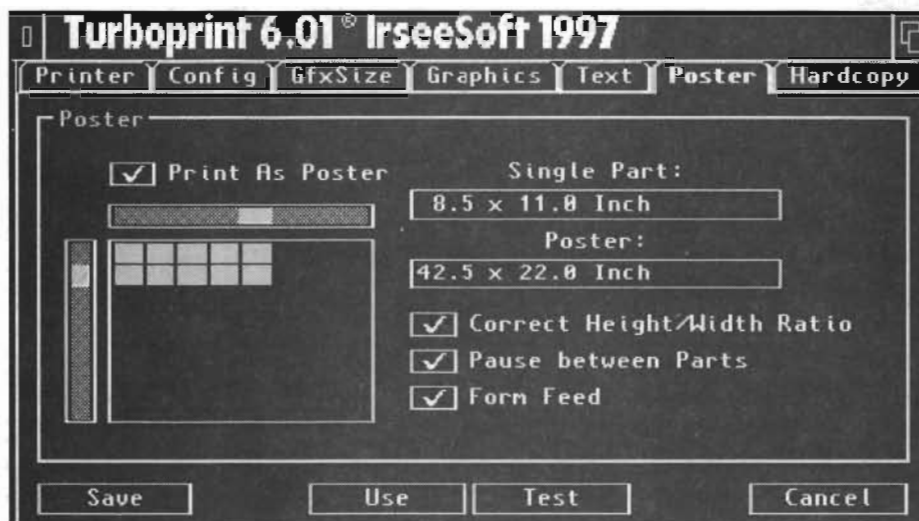 Turboprint 6.01® IrseeSoft 1997
Printer Config GfxSize Graphics Text Poster Hardcopy
Poster
Print As Poster
Single Part:
8.5 x 11.0 Inch
Poster:
42.5 x 22.0 Inch
Correct Height/Width Ratio
Pause between Parts
Form Feed
Save Use Test Cancel